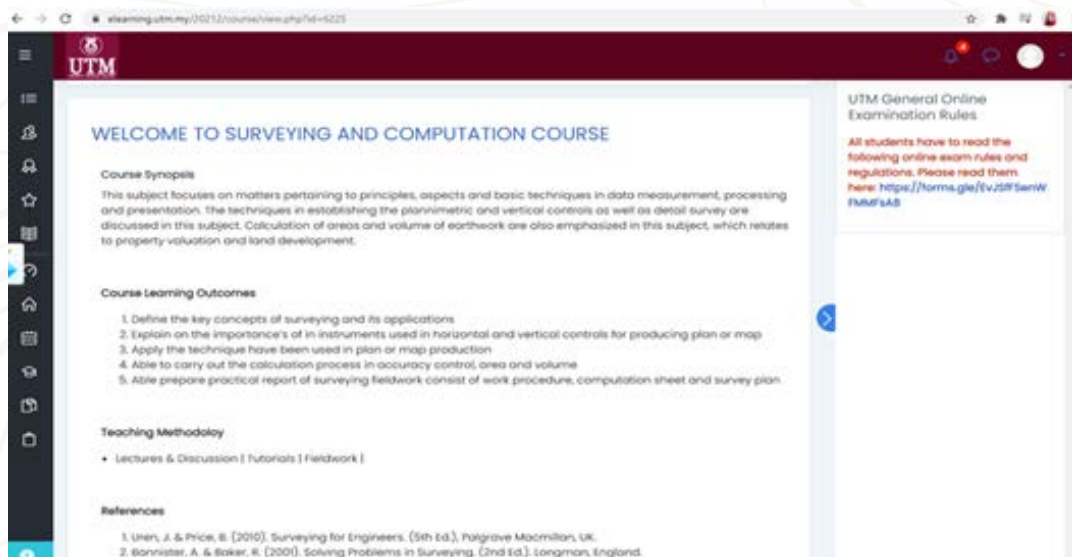 elearning.utm.my/20212/course/view.php?id=6225
UTM
4
WELCOME TO SURVEYING AND COMPUTATION COURSE
Course Synopsis
This subject focuses on matters pertaining to principles, aspects and basic techniques in data measurement, processing
and presentation. The techniques in establishing the plannimetric and vertical controls as well as detail survey are
discussed in this subject. Calculation of areas and volume of earthwork are also emphasized in this subject, which relates
to property valuation and land development.
Course Learning Outcomes
1. Define the key concepts of surveying and its applications
2. Explain on the importance's of in instruments used in horizontal and vertical controls for producing plan or map
3. Apply the technique have been used in plan or map production
4. Able to carry out the calculation process in accuracy control, area and volume
5. Able prepare practical report of surveying fieldwork consist of work procedure, computation sheet and survey plan
Teaching Methodoloy
• Lectures & Discussion | Tutorials | Fieldwork |
References
1. Uren, J. & Price, B. (2010). Surveying for Engineers. (5th Ed.), Palgrave Macmillan, UK.
2. Bannister, A. & Baker, R. (2001). Solving Problems in Surveying. (2nd Ed.). Longman, England.
UTM General Online
Examination Rules
All students have to read the
following online exam rules and
regulations. Please read them
here: